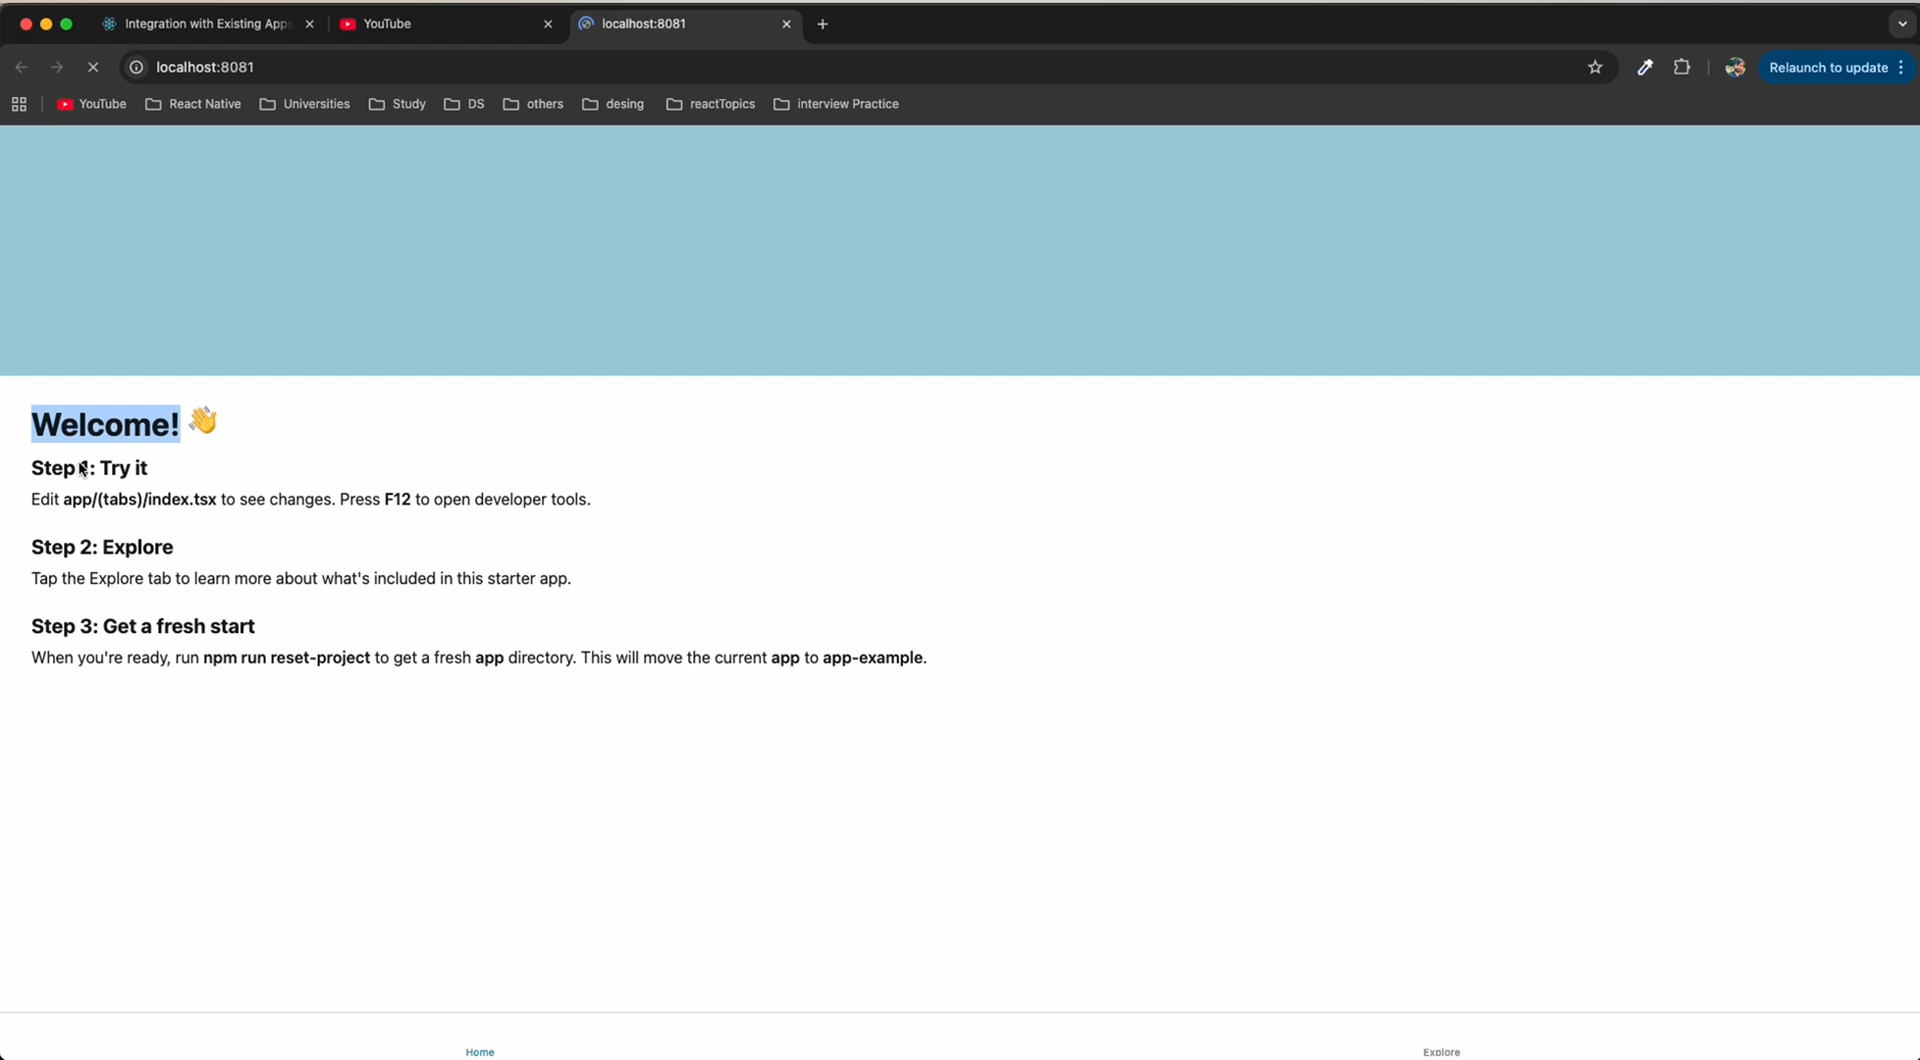 Integration with Existing Apps
YouTube
localhost:8081
localhost:8081
Relaunch to update
YouTube
React Native
Universities
Study
DS
others
desing
reactTopics
interview Practice
Welcome! 👋
Step 1: Try it
Edit app/(tabs)/index.tsx to see changes. Press F12 to open developer tools.
Step 2: Explore
Tap the Explore tab to learn more about what's included in this starter app.
Step 3: Get a fresh start
When you're ready, run npm run reset-project to get a fresh app directory. This will move the current app to app-example.
Home
Explore